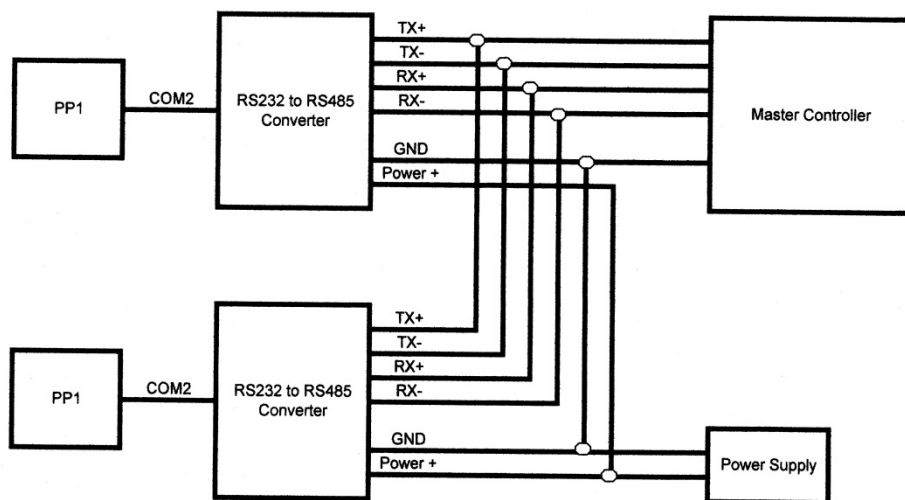 TX+
TX-
RX+
RX-
GND
Power +
PP1
COM2
RS232 to RS485
Converter
Master Controller
TX+
TX-
RX+
RX-
GND
Power +
PP1
COM2
RS232 to RS485
Converter
Power Supply